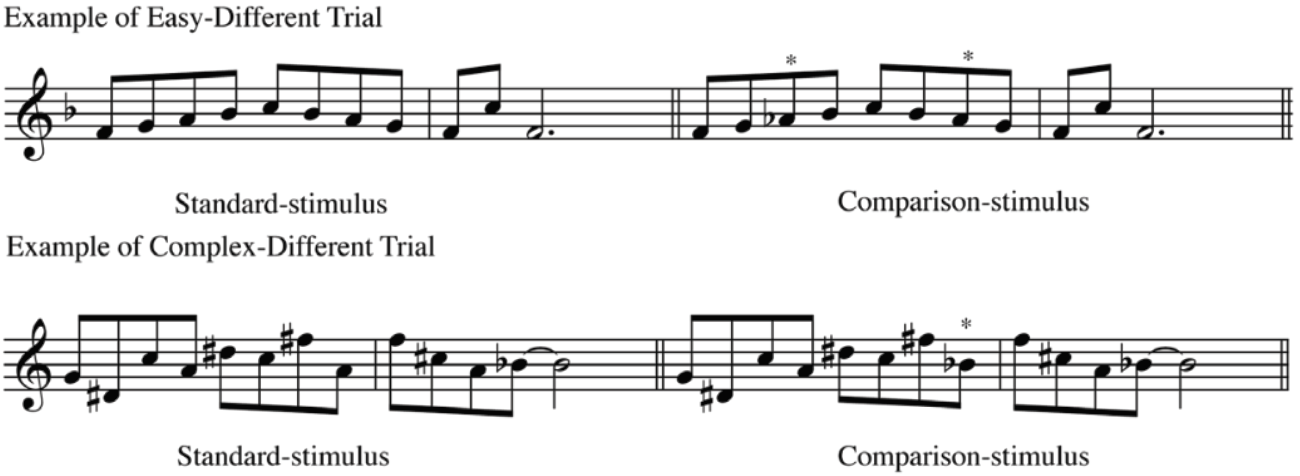 Example of Easy-Different Trial
* *
Standard-stimulus Comparison-stimulus
Example of Complex-Different Trial
*
Standard-stimulus Comparison-stimulus